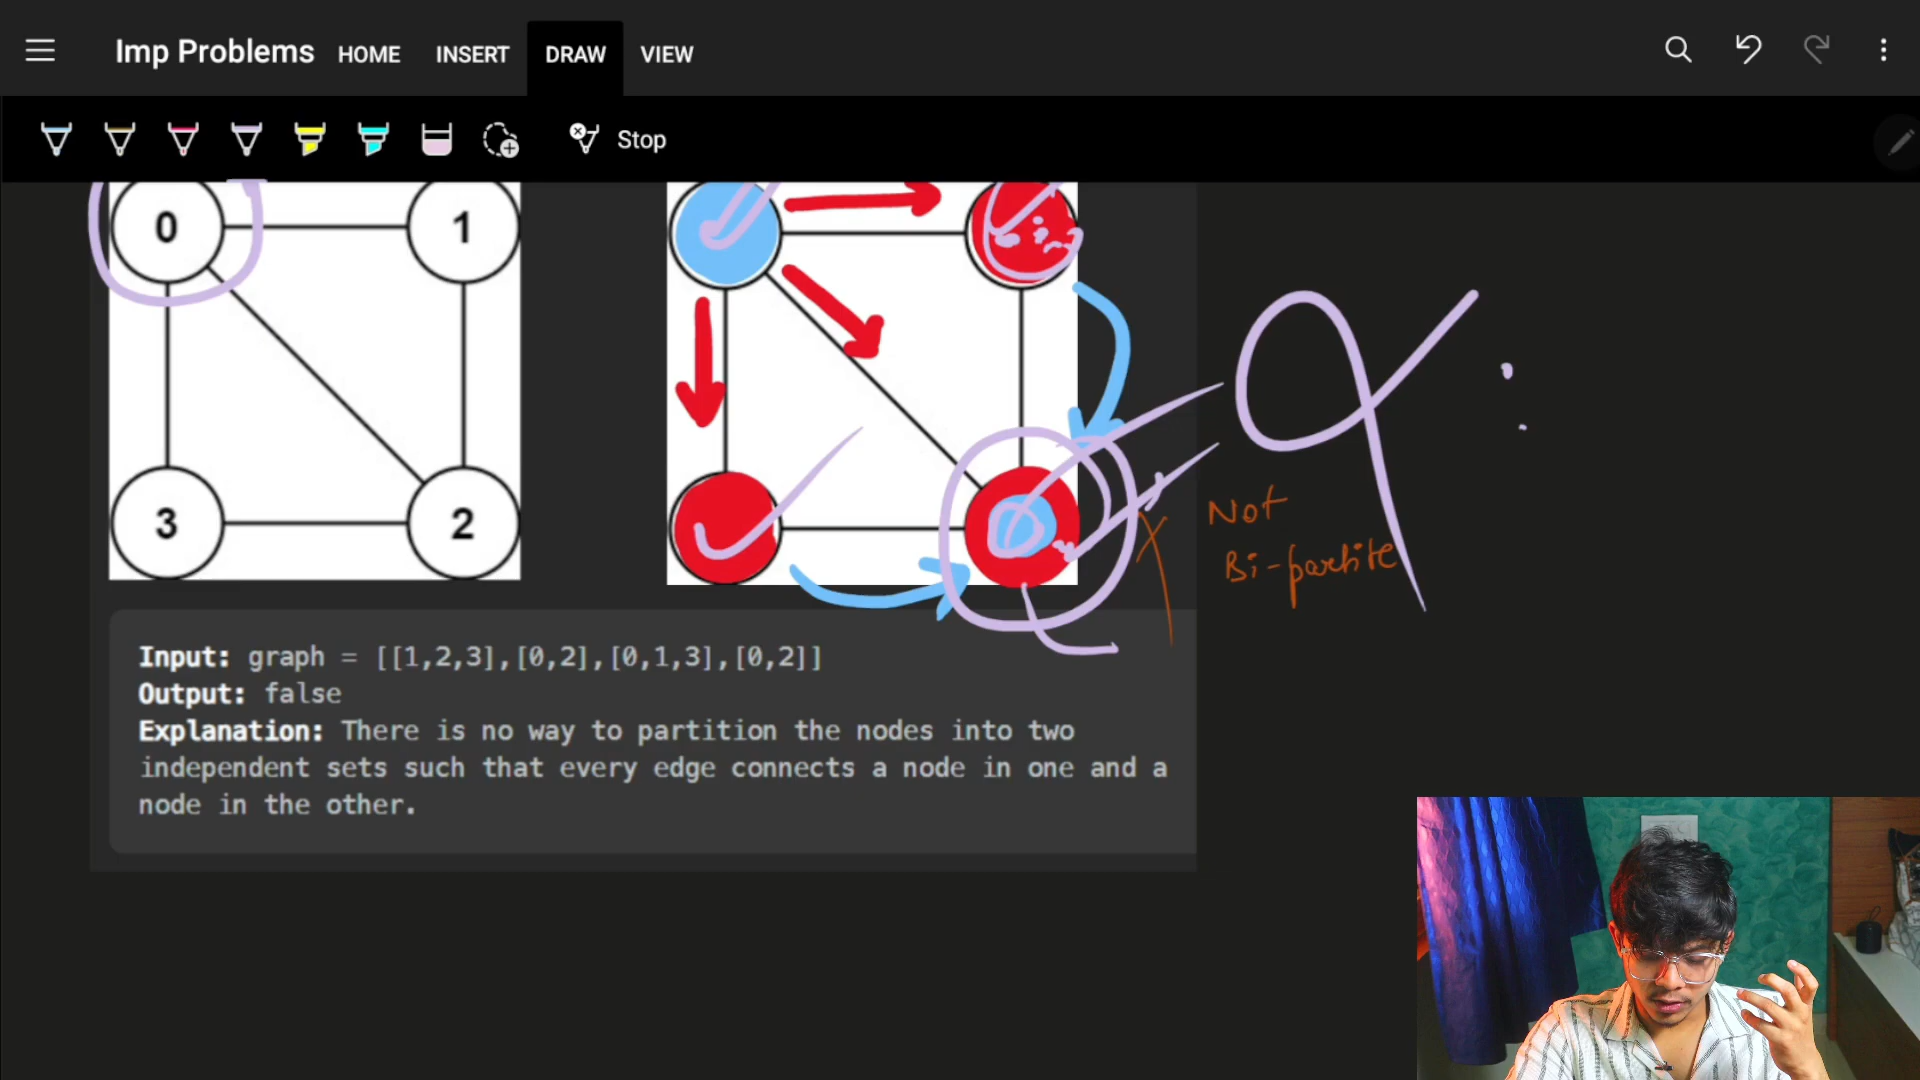 Imp Problems HOME INSERT DRAW VIEW
Stop
0 1
3 2
Not
Bi-partite
Input: graph = [[1,2,3],[0,2],[0,1,3],[0,2]]
Output: false
Explanation: There is no way to partition the nodes into two
independent sets such that every edge connects a node in one and a
node in the other.